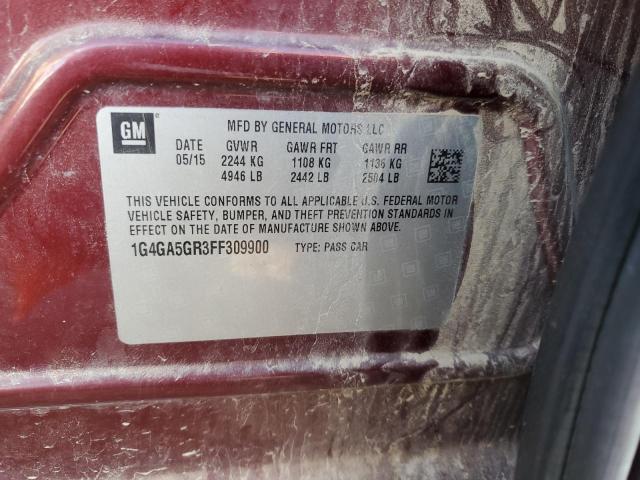 GM
MFD BY GENERAL MOTORS LLC
DATE GVWR GAWR FRT GAWR RR
05/15 2244 KG 1108 KG 1136 KG
4946 LB 2442 LB 2504 LB
THIS VEHICLE CONFORMS TO ALL APPLICABLE U.S. FEDERAL MOTOR
VEHICLE SAFETY, BUMPER, AND THEFT PREVENTION STANDARDS IN
EFFECT ON THE DATE OF MANUFACTURE SHOWN ABOVE.
1G4GA5GR3FF309900 TYPE: PASS CAR